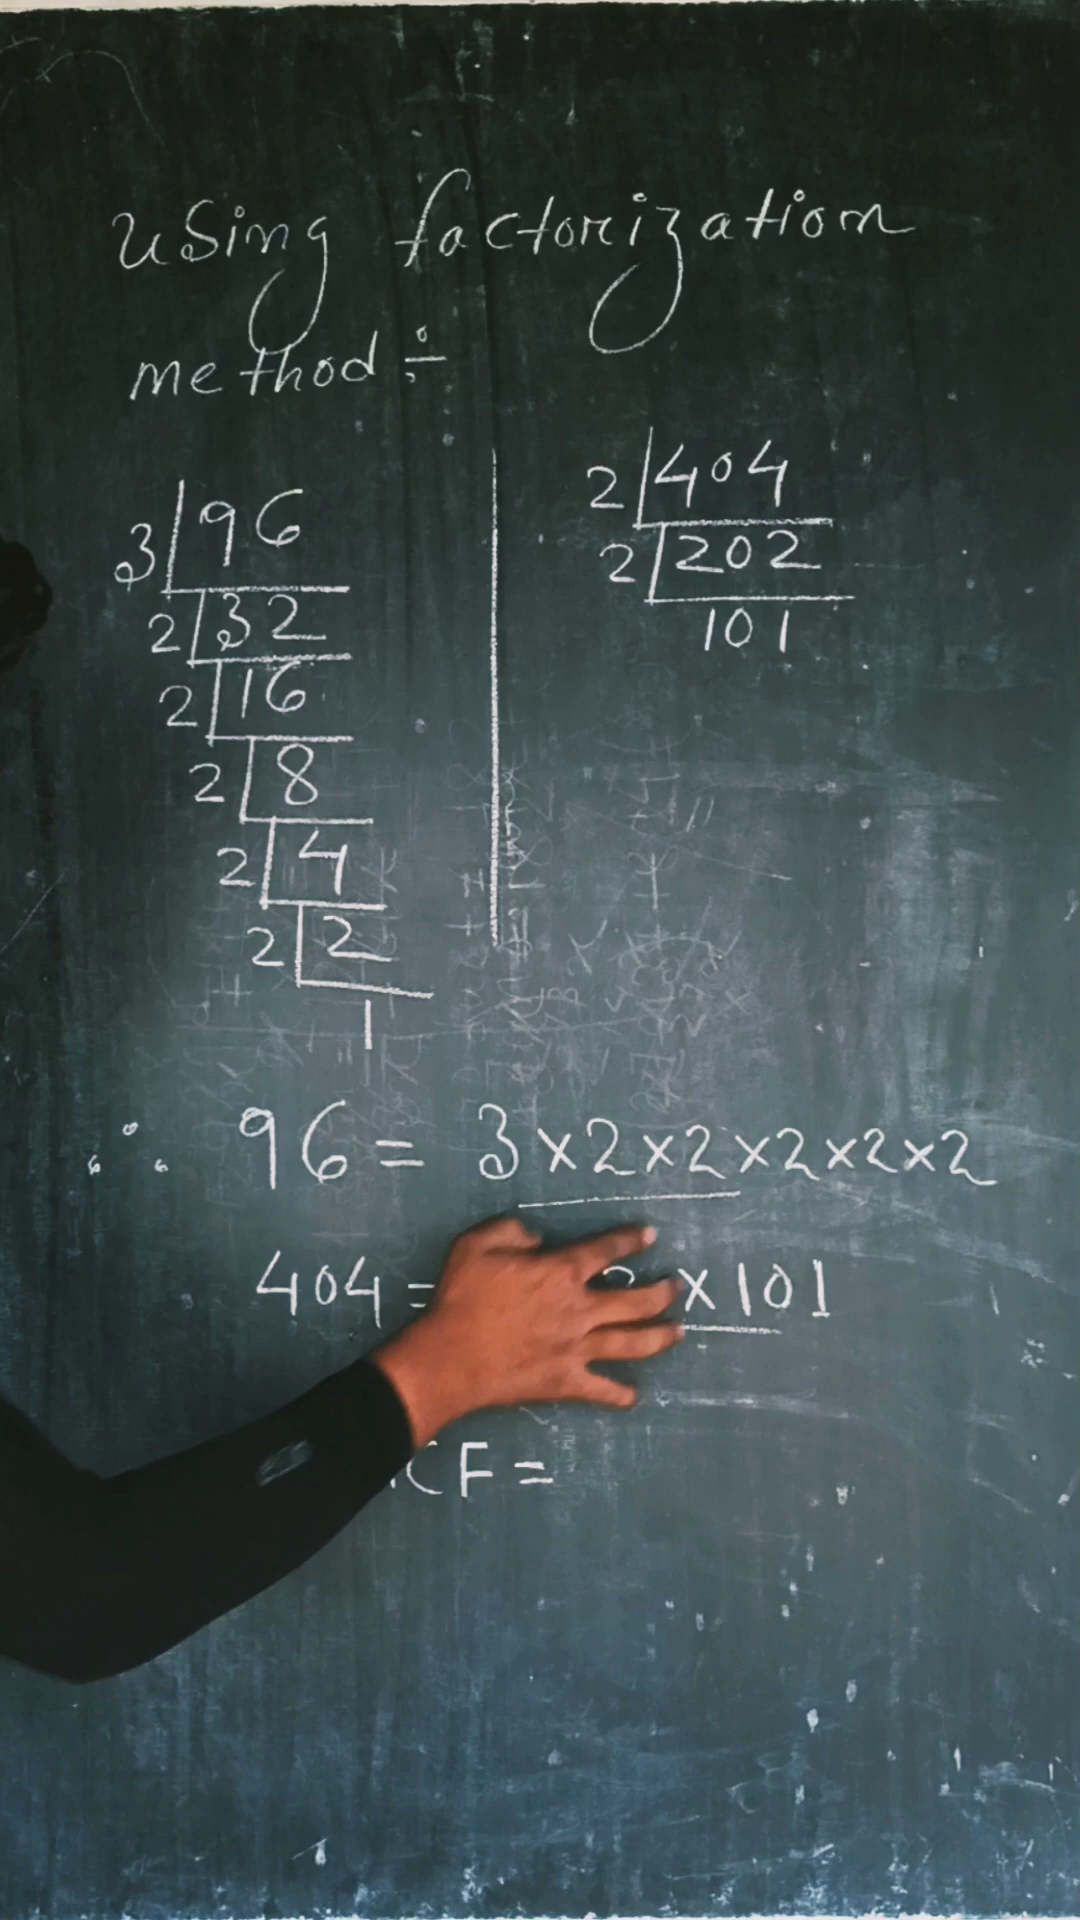 Using factorization
method ÷
3 96
2 32
2 16
2 8
2 4
2 2
1
2 404
2 202
101
∴ 96 = 3×2×2×2×2×2
404 = ×101
CF =